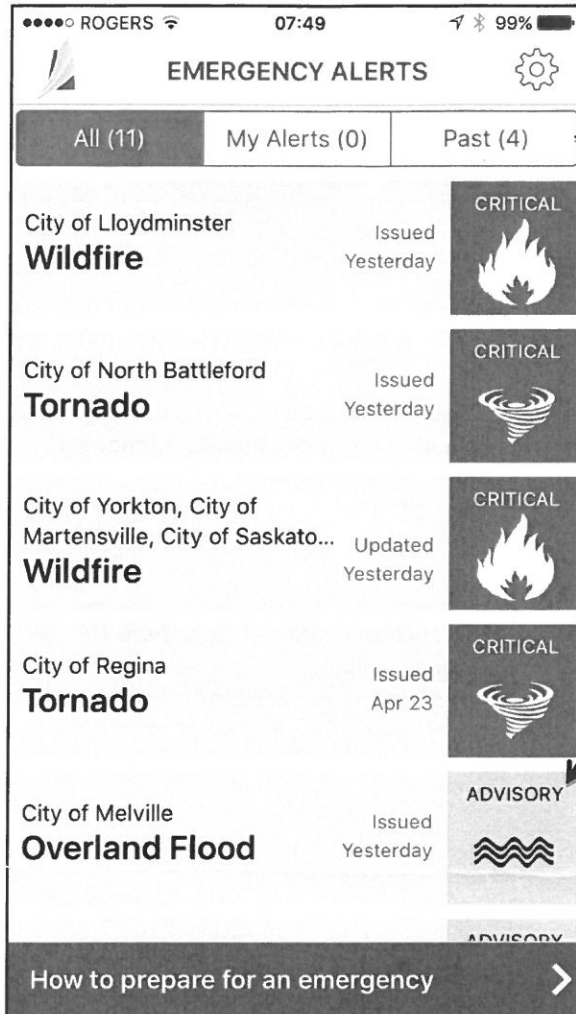 ROGERS 07:49 99%
EMERGENCY ALERTS
All (11) My Alerts (0) Past (4)
City of Lloydminster
Wildfire
Issued
Yesterday
CRITICAL
City of North Battleford
Tornado
Issued
Yesterday
CRITICAL
City of Yorkton, City of
Martensville, City of Saskato...
Wildfire
Updated
Yesterday
CRITICAL
City of Regina
Tornado
Issued
Apr 23
CRITICAL
City of Melville
Overland Flood
Issued
Yesterday
ADVISORY
ADVISORY
How to prepare for an emergency